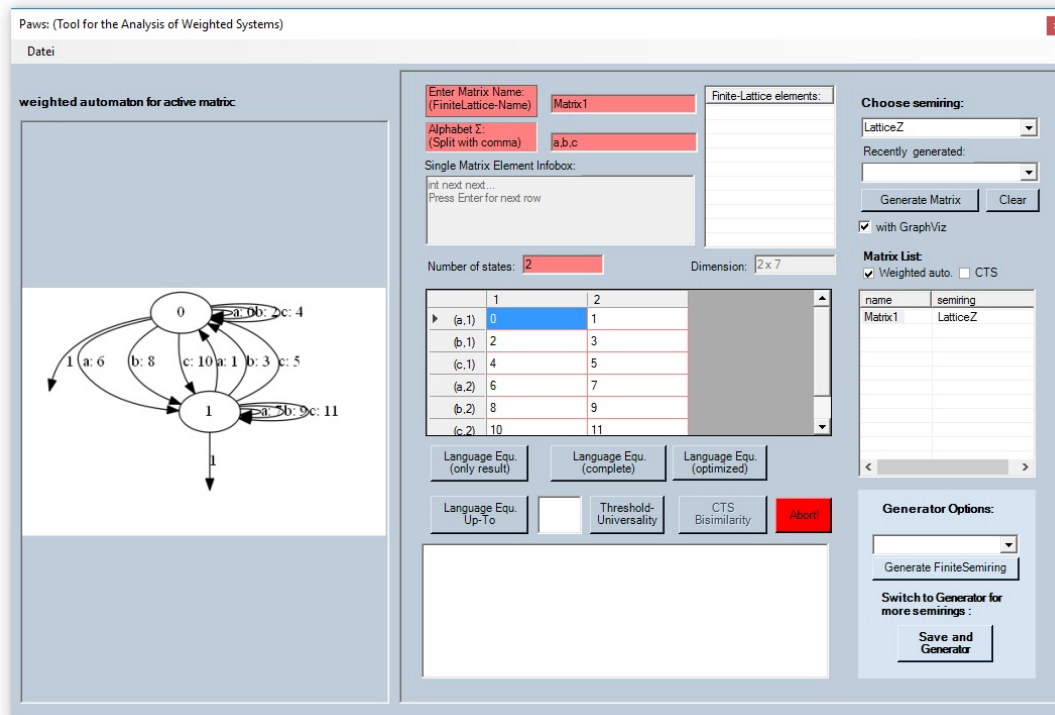 Paws: (Tool for the Analysis of Weighted Systems)
Datei
weighted automaton for active matrix:
0
a: 0b: 2c: 4
1 a: 6 b: 8 c: 10 a: 1 b: 3 c: 5
1
9c: 11
1
Enter Matrix Name:
(FiniteLattice-Name)
Matrix1
Alphabet Σ:
(Split with comma)
a,b,c
Single Matrix Element Infobox:
int next next...
Press Enter for next row
Finite-Lattice elements:
Number of states: 2
Dimension: 2 x 7
1 2
(a,1) 0 1
(b,1) 2 3
(c,1) 4 5
(a,2) 6 7
(b,2) 8 9
(c,2) 10 11
Language Equ.
(only result)
Language Equ.
(complete)
Language Equ.
(optimized)
Language Equ.
Up-To
Threshold-
Universality
CTS
Bisimilarity
Abort!
Choose semiring:
LatticeZ
Recently generated:
Generate Matrix
Clear
with GraphViz
Matrix List:
Weighted auto. CTS
name semiring
Matrix1 LatticeZ
Generator Options:
Generate FiniteSemiring
Switch to Generator for
more semirings :
Save and
Generator